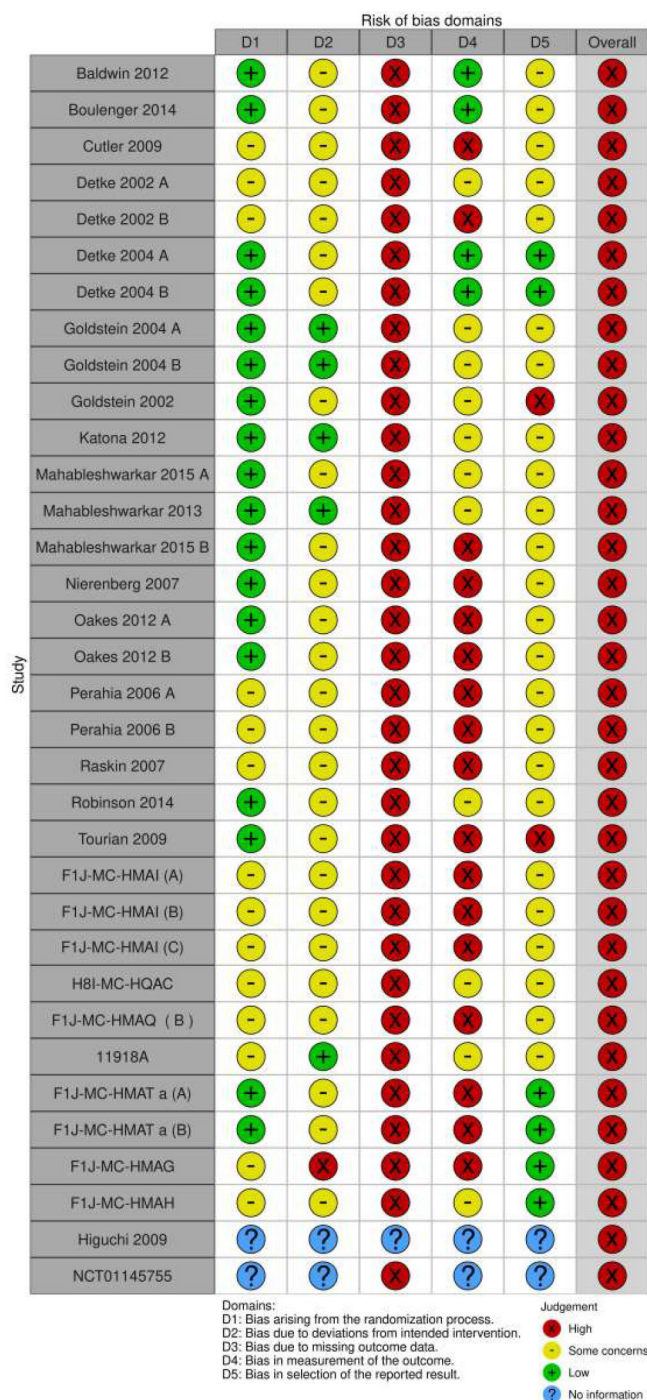 Risk of bias domains
D1 D2 D3 D4 D5 Overall
Baldwin 2012 + - X + - X
Boulenger 2014 + - X + - X
Cutler 2009 - - X X - X
Detke 2002 A - - X - - X
Detke 2002 B - - X X - X
Detke 2004 A + - X + + X
Detke 2004 B + - X + + X
Goldstein 2004 A + + X - - X
Goldstein 2004 B + + X - - X
Goldstein 2002 + - X - X X
Katona 2012 + + X - - X
Mahableshwarkar 2015 A + - X - - X
Mahableshwarkar 2013 + + X - - X
Mahableshwarkar 2015 B + - X X - X
Nierenberg 2007 + - X X - X
Oakes 2012 A + - X X - X
Oakes 2012 B + - X X - X
Perahia 2006 A - - X X - X
Perahia 2006 B - - X X - X
Raskin 2007 - - X X - X
Robinson 2014 + - X - - X
Tourian 2009 + - X X X X
F1J-MC-HMAI (A) - - X X - X
F1J-MC-HMAI (B) - - X X - X
F1J-MC-HMAI (C) - - X X - X
H8I-MC-HQAC - - X - - X
F1J-MC-HMAQ ( B ) - - X X - X
11918A - + X - - X
F1J-MC-HMAT a (A) + - X X + X
F1J-MC-HMAT a (B) + - X X + X
F1J-MC-HMAG - X X X + X
F1J-MC-HMAH - - X - + X
Higuchi 2009 ? ? ? ? ? X
NCT01145755 ? ? X ? ? X
Study
Domains:
D1: Bias arising from the randomization process.
D2: Bias due to deviations from intended intervention.
D3: Bias due to missing outcome data.
D4: Bias in measurement of the outcome.
D5: Bias in selection of the reported result.
Judgement
X High
- Some concerns
+ Low
? No information